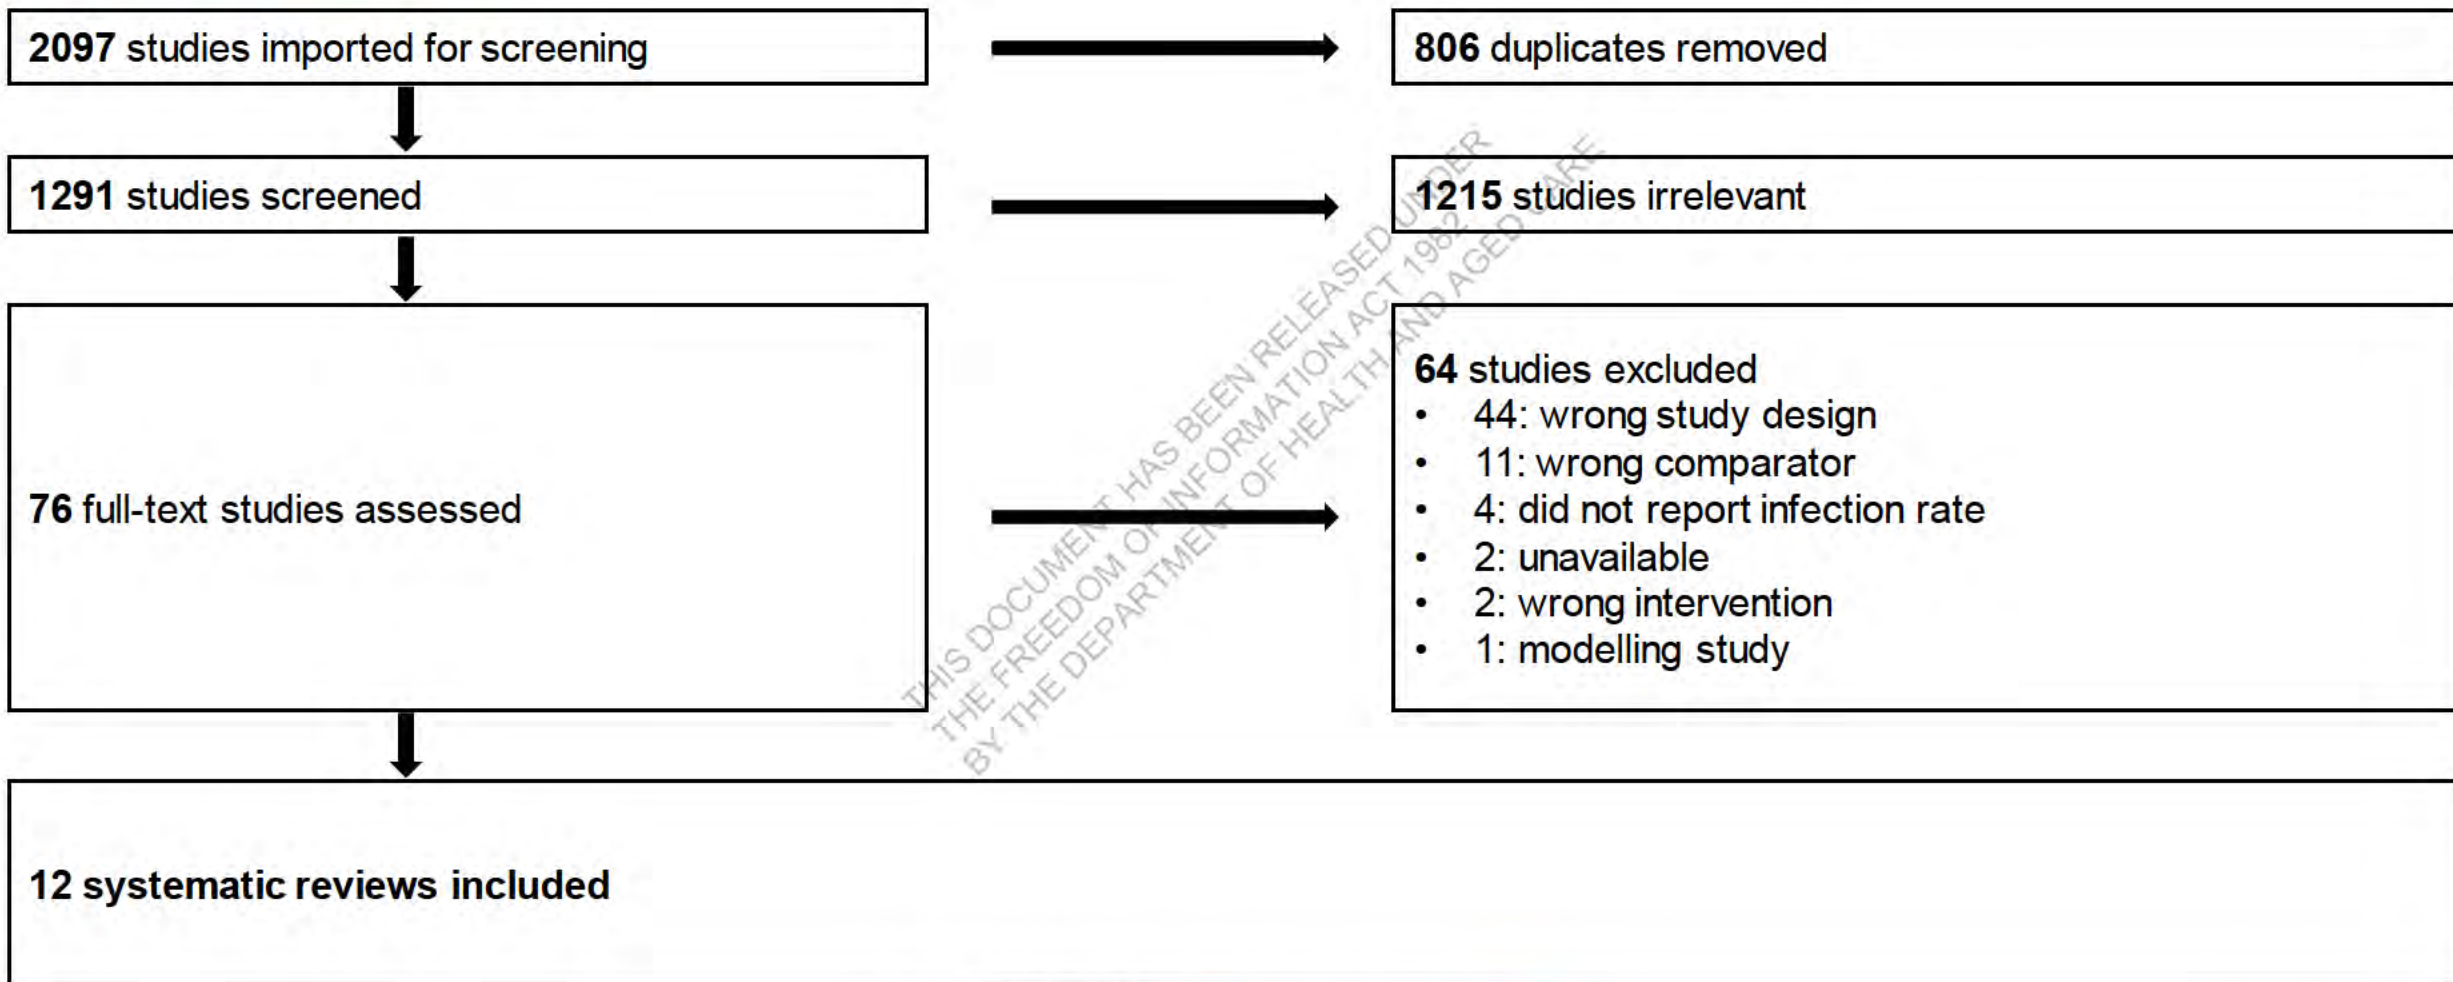 2097 studies imported for screening
806 duplicates removed
1291 studies screened
1215 studies irrelevant
76 full-text studies assessed
64 studies excluded
• 44: wrong study design
• 11: wrong comparator
• 4: did not report infection rate
• 2: unavailable
• 2: wrong intervention
• 1: modelling study
12 systematic reviews included
THIS DOCUMENT HAS BEEN RELEASED UNDER
THE FREEDOM OF INFORMATION ACT 1982
BY THE DEPARTMENT OF HEALTH AND AGED CARE